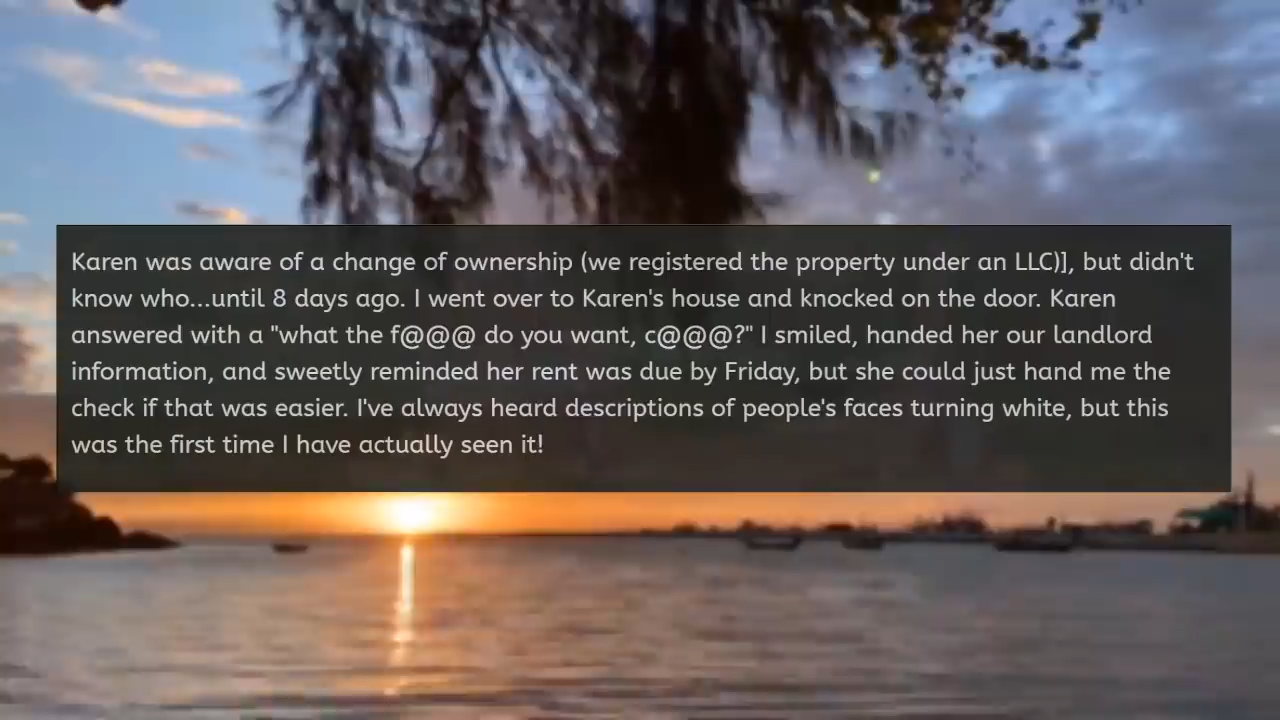 Karen was aware of a change of ownership (we registered the property under an LLC)], but didn't
know who...until 8 days ago. I went over to Karen's house and knocked on the door. Karen
answered with a "what the f@@@ do you want, c@@@?" I smiled, handed her our landlord
information, and sweetly reminded her rent was due by Friday, but she could just hand me the
check if that was easier. I've always heard descriptions of people's faces turning white, but this
was the first time I have actually seen it!